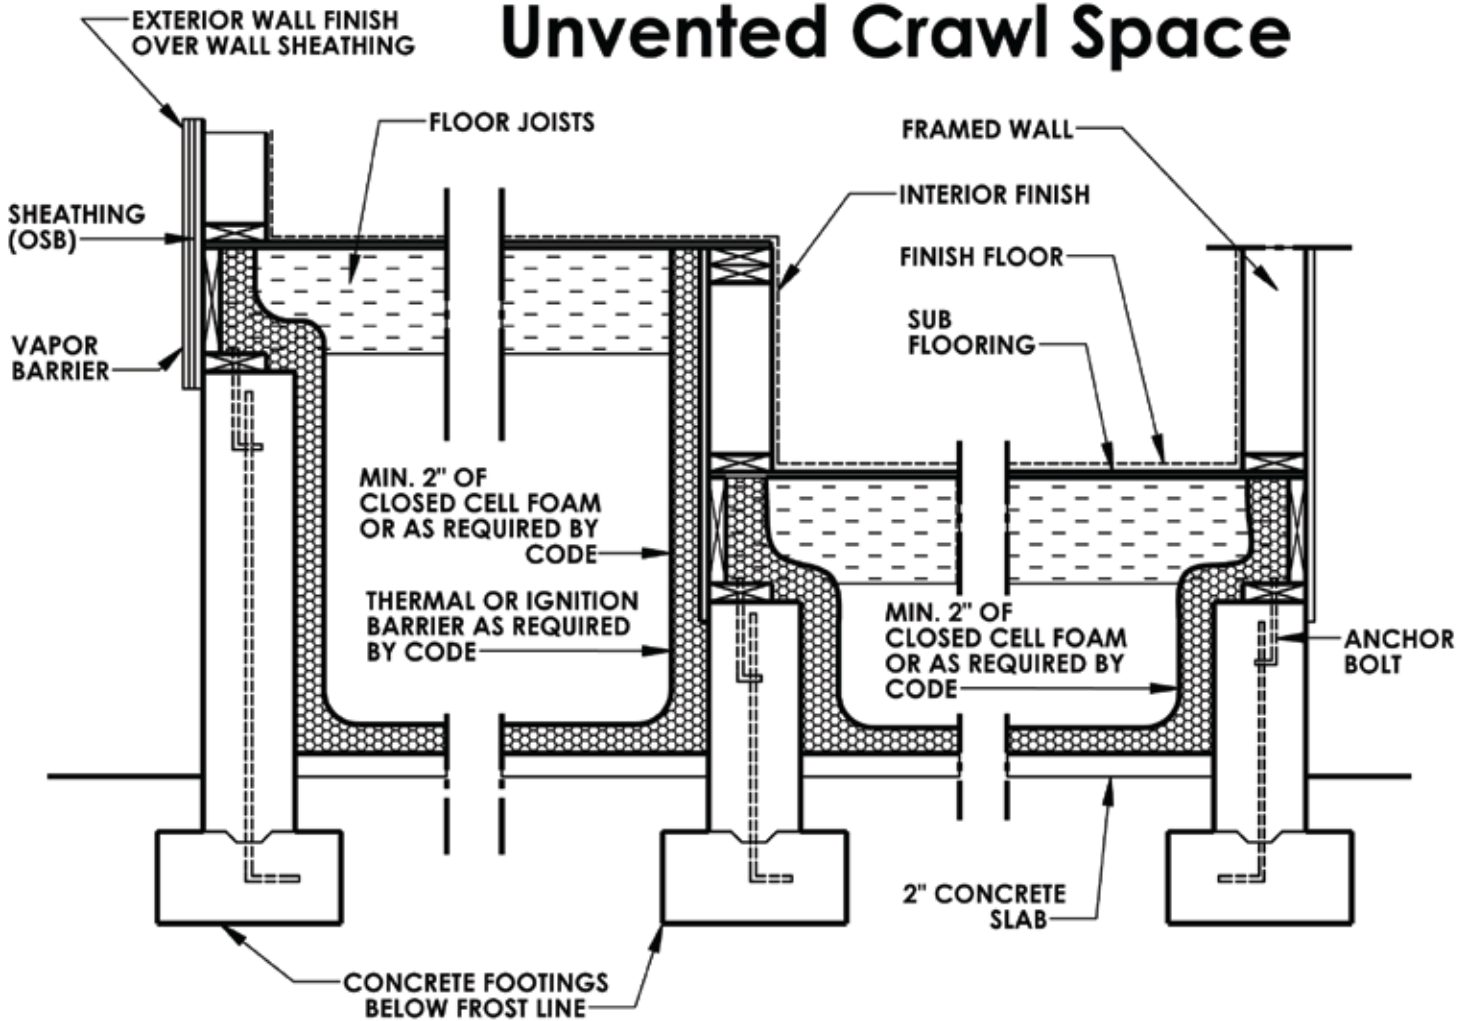 Unvented Crawl Space
EXTERIOR WALL FINISH
OVER WALL SHEATHING
FLOOR JOISTS
FRAMED WALL
INTERIOR FINISH
SHEATHING
(OSB)
FINISH FLOOR
SUB
FLOORING
VAPOR
BARRIER
MIN. 2" OF
CLOSED CELL FOAM
OR AS REQUIRED BY
CODE
THERMAL OR IGNITION
BARRIER AS REQUIRED
BY CODE
MIN. 2" OF
CLOSED CELL FOAM
OR AS REQUIRED BY
CODE
ANCHOR
BOLT
2" CONCRETE
SLAB
CONCRETE FOOTINGS
BELOW FROST LINE